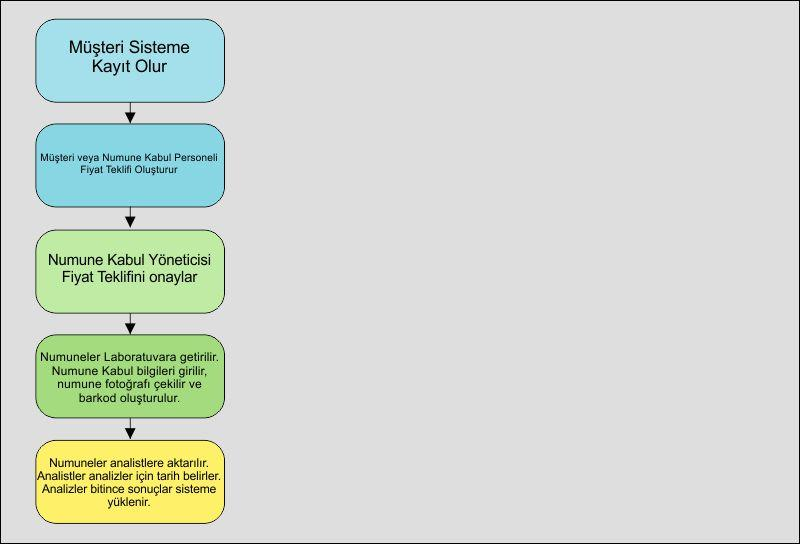 Müşteri Sisteme
Kayıt Olur
Müşteri veya Numune Kabul Personeli
Fiyat Teklifi Oluşturur
Numune Kabul Yöneticisi
Fiyat Teklifini onaylar
Numuneler Laboratuvara getirilir.
Numune Kabul bilgileri girilir,
numune fotoğrafı çekilir ve
barkod oluşturulur.
Numuneler analistlere aktarılır.
Analistler analizler için tarih belirler.
Analizler bitince sonuçlar sisteme
yüklenir.